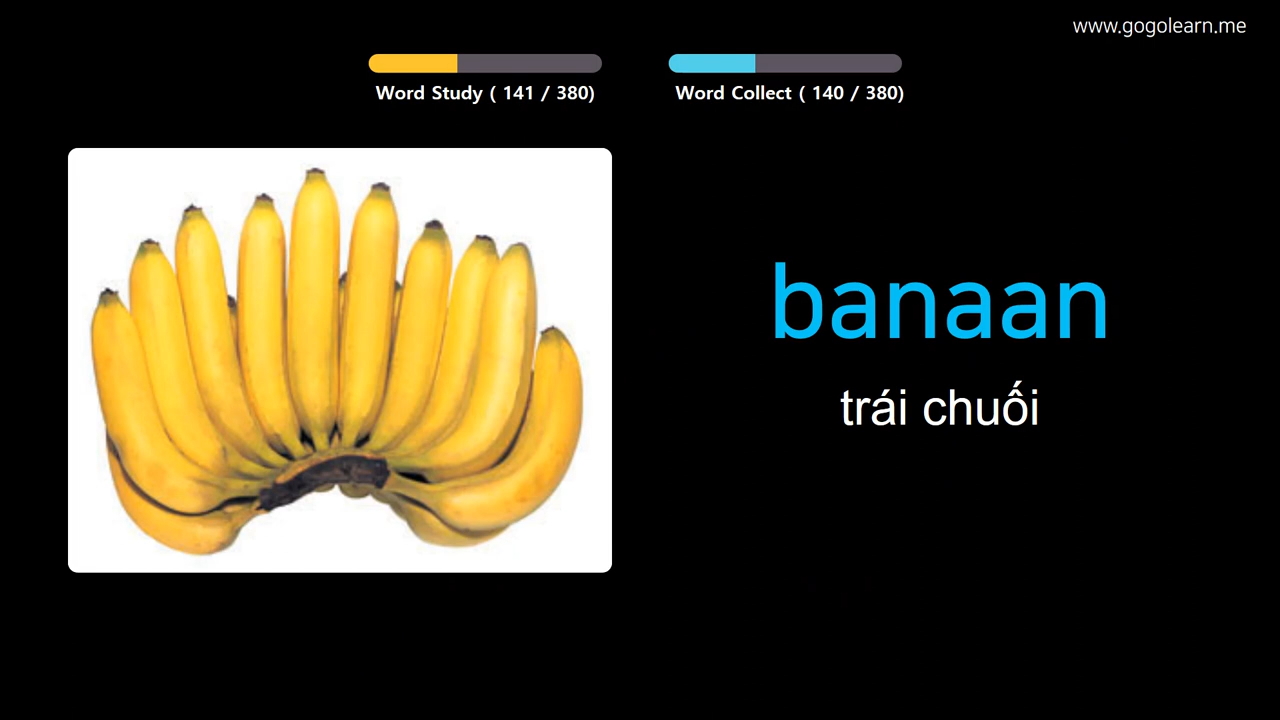 www.gogolearn.me
Word Study ( 141 / 380)
Word Collect ( 140 / 380)
banaan
trái chuối